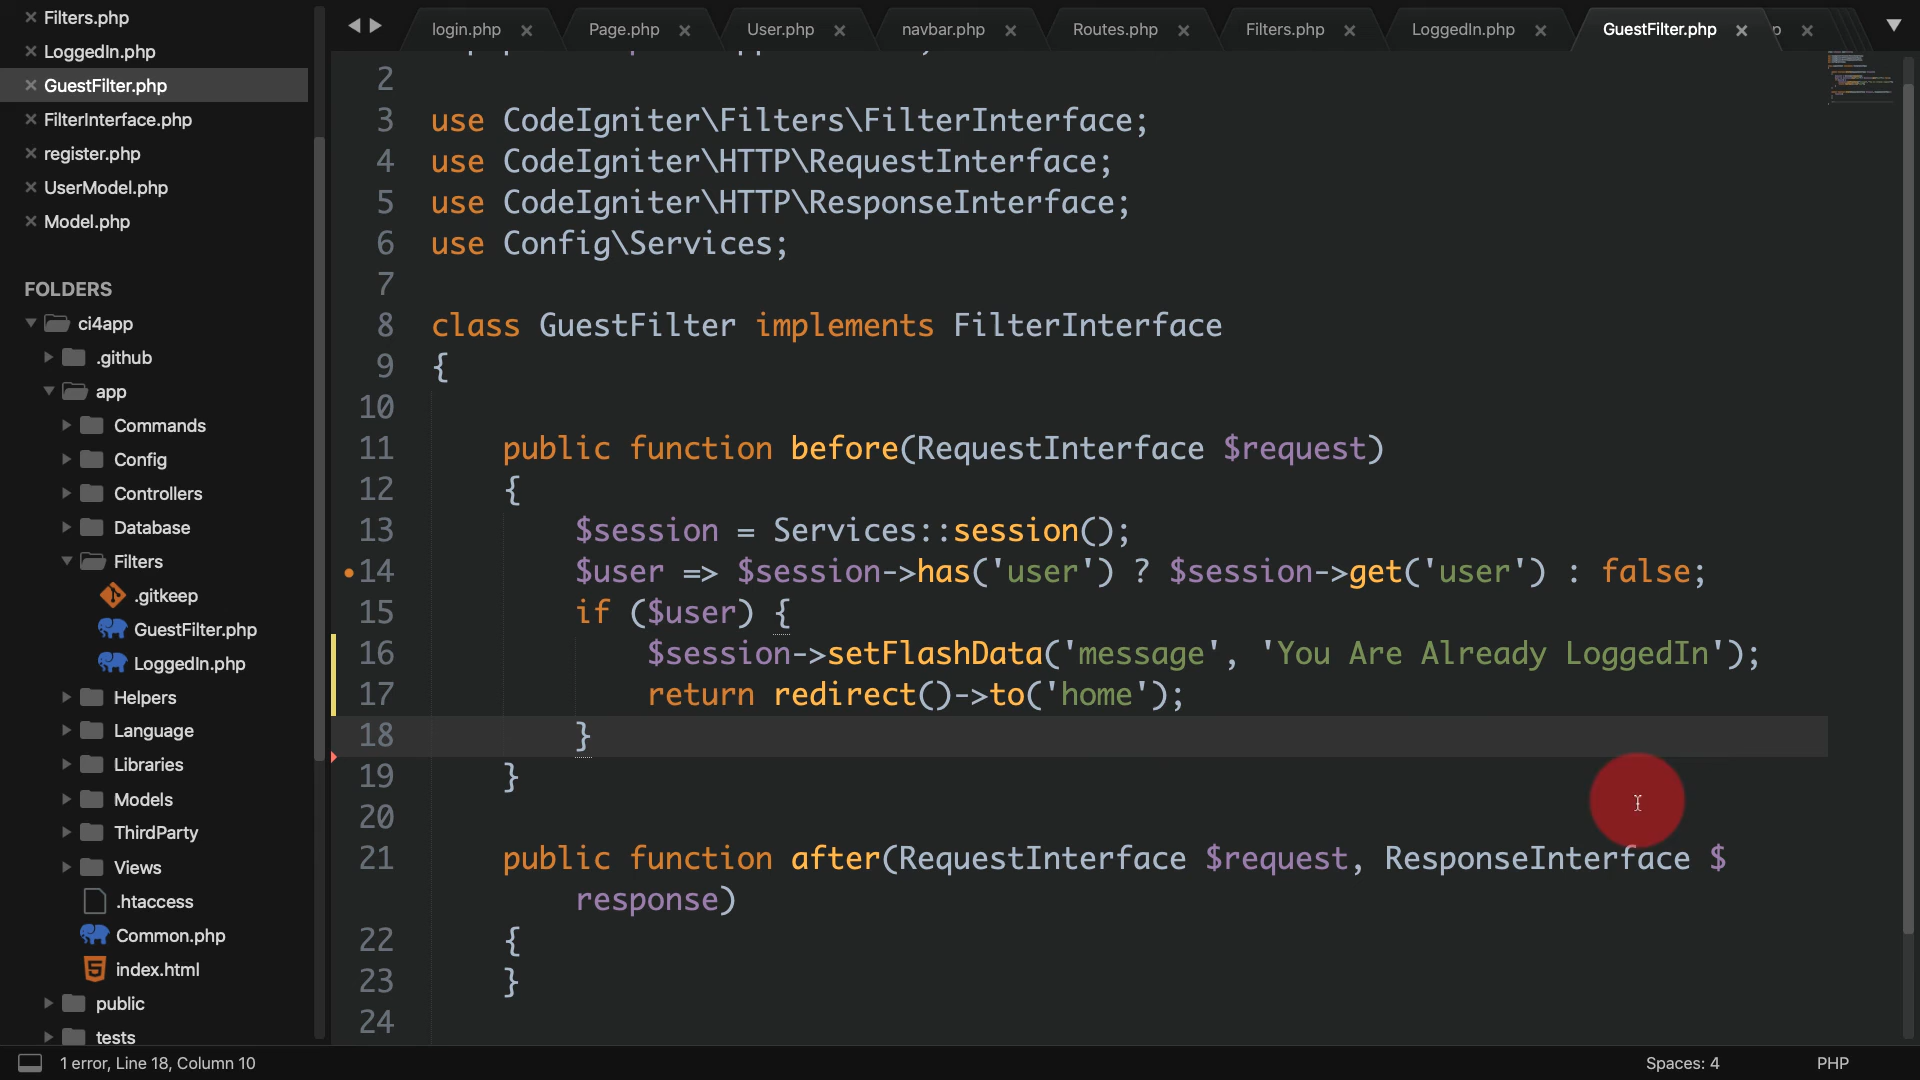 Filters.php
LoggedIn.php
GuestFilter.php
FilterInterface.php
register.php
UserModel.php
Model.php
FOLDERS
ci4app
.github
app
Commands
Config
Controllers
Database
Filters
.gitkeep
GuestFilter.php
LoggedIn.php
Helpers
Language
Libraries
Models
ThirdParty
Views
.htaccess
Common.php
index.html
public
tests
login.php
Page.php
User.php
navbar.php
Routes.php
Filters.php
LoggedIn.php
GuestFilter.php
2
3 use CodeIgniter\Filters\FilterInterface;
4 use CodeIgniter\HTTP\RequestInterface;
5 use CodeIgniter\HTTP\ResponseInterface;
6 use Config\Services;
7
8 class GuestFilter implements FilterInterface
9 {
10
11 public function before(RequestInterface $request)
12 {
13 $session = Services::session();
14 $user => $session->has('user') ? $session->get('user') : false;
15 if ($user) {
16 $session->setFlashData('message', 'You Are Already LoggedIn');
17 return redirect()->to('home');
18 }
19 }
20
21 public function after(RequestInterface $request, ResponseInterface $
response)
22 {
23 }
24
1 error, Line 18, Column 10
Spaces: 4
PHP